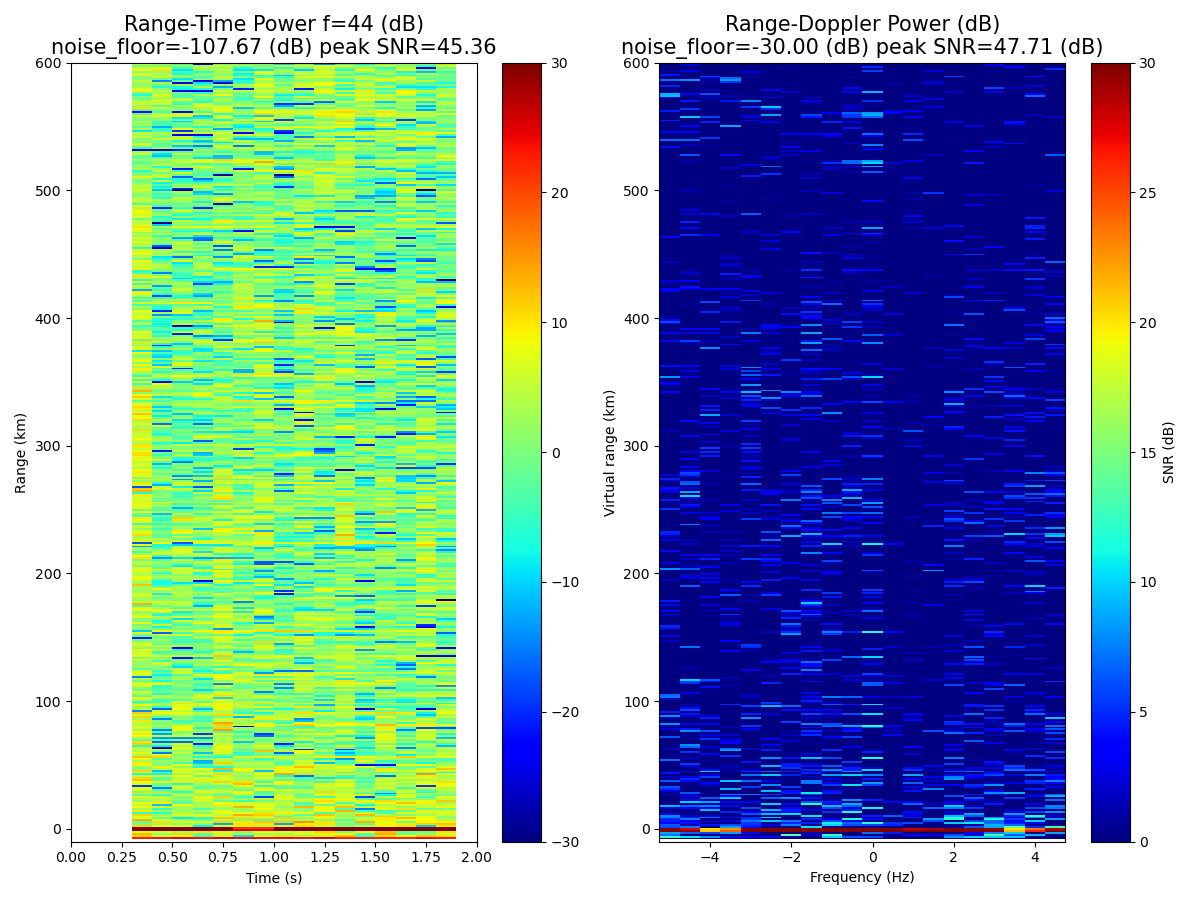 Range-Time Power f=44 (dB)
noise_floor=-107.67 (dB) peak SNR=45.36
600
500
400
300
200
100
0
Range (km)
0.00 0.25 0.50 0.75 1.00 1.25 1.50 1.75 2.00
Time (s)
30
20
10
0
−10
−20
−30
Range-Doppler Power (dB)
noise_floor=-30.00 (dB) peak SNR=47.71 (dB)
600
500
400
300
200
100
0
Virtual range (km)
−4 −2 0 2 4
Frequency (Hz)
30
25
20
15
10
5
0
SNR (dB)